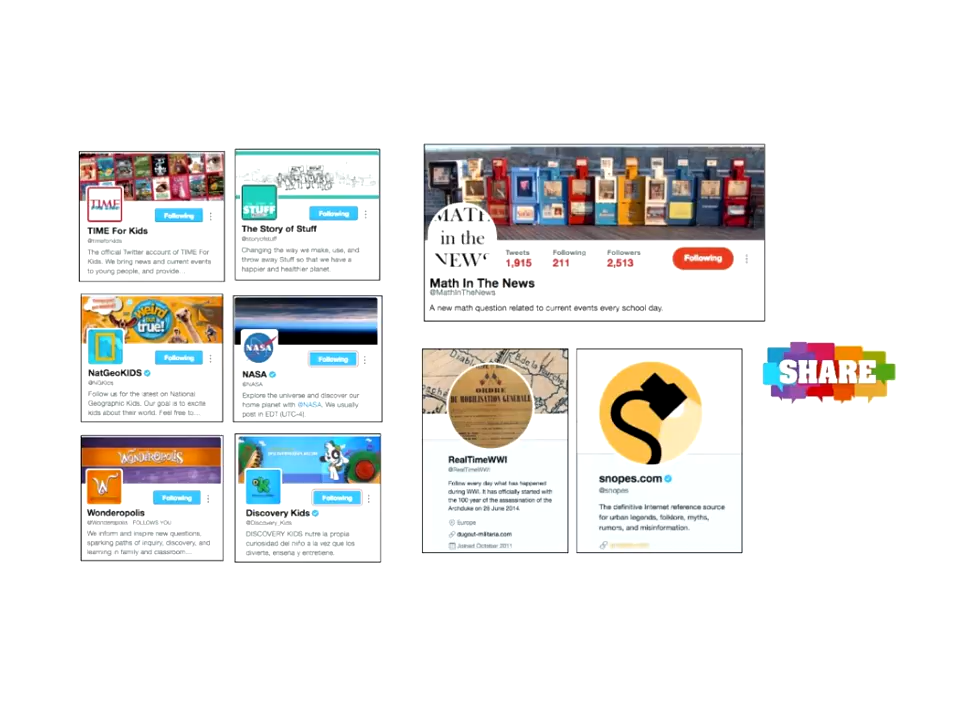 TIME
Following
TIME For Kids
@timeforkids
The official Twitter account of TIME For
Kids. We bring news and current events
to young people, and provide…
STUFF
Following
The Story of Stuff
@storyofstuff
Changing the way we make, use, and
throw away Stuff so that we have a
happier and healthier planet.
Weird
but
true!
Following
NatGeoKIDS
@NGKids
Follow us for the latest on National
Geographic Kids. Our goal is to excite
kids about their world. Feel free to…
NASA
Following
NASA
@NASA
Explore the universe and discover our
home planet with @NASA. We usually
post in EDT (UTC-4).
WONDEROPOLIS
W
Following
Wonderopolis
@Wonderopolis FOLLOWS YOU
We inform and inspire new questions,
sparking paths of inquiry, discovery, and
learning in family and classroom…
Following
Discovery Kids
@Discovery_Kids
DISCOVERY KIDS nutre la propia
curiosidad del niño a la vez que los
divierte, enseña y entretiene.
MATH
in the
NEWS
Tweets Following Followers
1,915 211 2,513
Following
Math In The News
@MathInTheNews
A new math question related to current events every school day.
ORDRE
DE MOBILISATION GÉNÉRALE
RealTimeWWI
@RealTimeWWI
Follow every day what has happened
during WWI. It has officially started with
the 100 year of the assassination of the
Archduke on 28 June 2014.
Europe
dugout-militaria.com
Joined October 2011
snopes.com
@snopes
The definitive Internet reference source
for urban legends, folklore, myths,
rumors, and misinformation.
SHARE